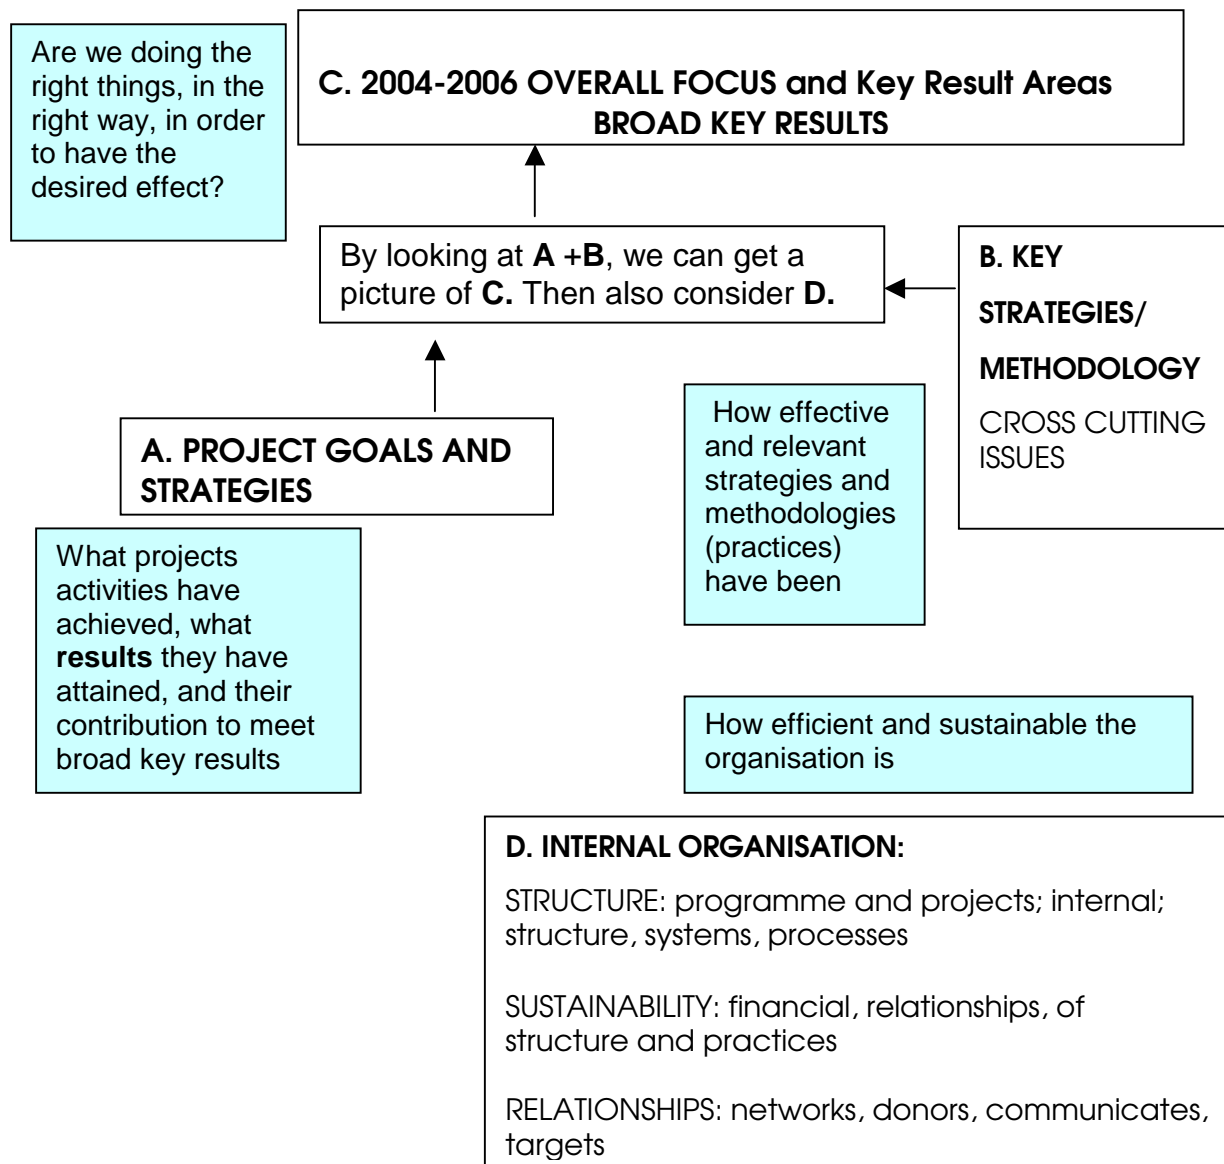 Are we doing the
right things, in the
right way, in order
to have the
desired effect?
C. 2004-2006 OVERALL FOCUS and Key Result Areas
BROAD KEY RESULTS
By looking at A +B, we can get a
picture of C. Then also consider D.
B. KEY
STRATEGIES/
METHODOLOGY
CROSS CUTTING
ISSUES
A. PROJECT GOALS AND
STRATEGIES
How effective
and relevant
strategies and
methodologies
(practices)
have been
What projects
activities have
achieved, what
results they have
attained, and their
contribution to meet
broad key results
How efficient and sustainable the
organisation is
D. INTERNAL ORGANISATION:
STRUCTURE: programme and projects; internal;
structure, systems, processes
SUSTAINABILITY: financial, relationships, of
structure and practices
RELATIONSHIPS: networks, donors, communicates,
targets